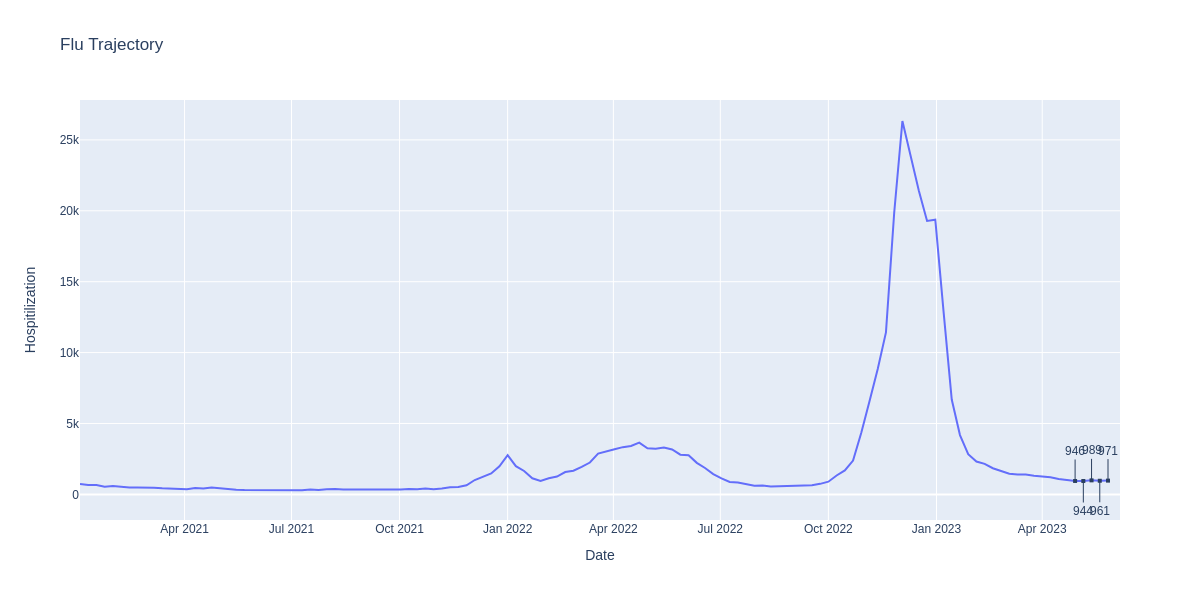 Flu Trajectory
25k
20k
15k
10k
5k
0
Hospitilization
946 989 971
944 961
Apr 2021 Jul 2021 Oct 2021 Jan 2022 Apr 2022 Jul 2022 Oct 2022 Jan 2023 Apr 2023
Date